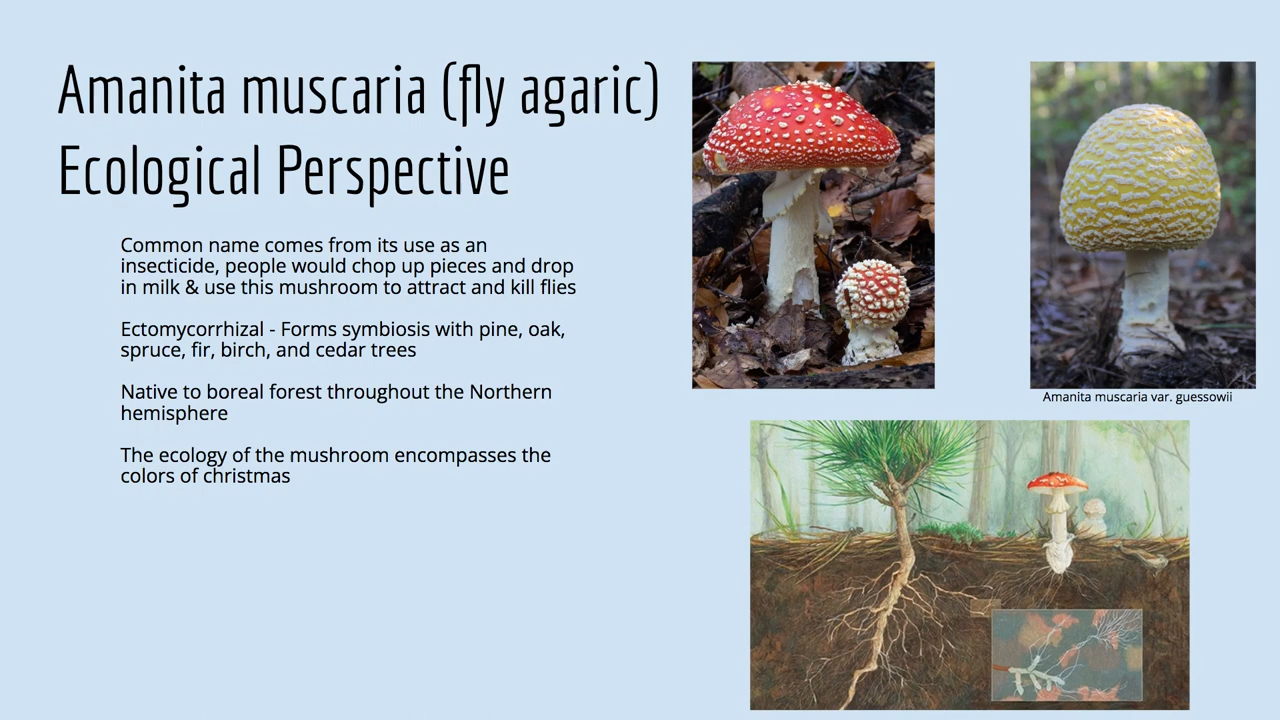 Amanita muscaria (fly agaric)
Ecological Perspective
Common name comes from its use as an
insecticide, people would chop up pieces and drop
in milk & use this mushroom to attract and kill flies
Ectomycorrhizal - Forms symbiosis with pine, oak,
spruce, fir, birch, and cedar trees
Native to boreal forest throughout the Northern
hemisphere
The ecology of the mushroom encompasses the
colors of christmas
Amanita muscaria var. guessowii